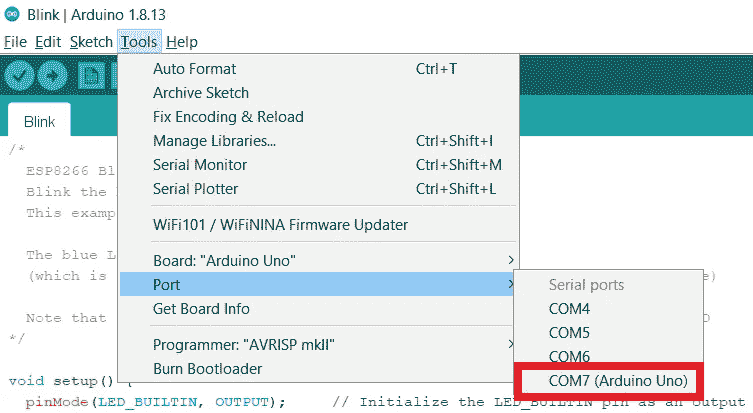 Blink | Arduino 1.8.13
File Edit Sketch Tools Help
Auto Format Ctrl+T
Archive Sketch
Fix Encoding & Reload
Manage Libraries... Ctrl+Shift+I
Serial Monitor Ctrl+Shift+M
Serial Plotter Ctrl+Shift+L
WiFi101 / WiFiNINA Firmware Updater
Board: "Arduino Uno"
Port
Get Board Info
Programmer: "AVRISP mkII"
Burn Bootloader
Serial ports
COM4
COM5
COM6
COM7 (Arduino Uno)
Blink
/*
ESP8266 Bl
Blink the
This examp
The blue L
(which is
Note that
*/
void setup() {
pinMode(LED_BUILTIN, OUTPUT); // Initialize the LED_BUILTIN pin as an output